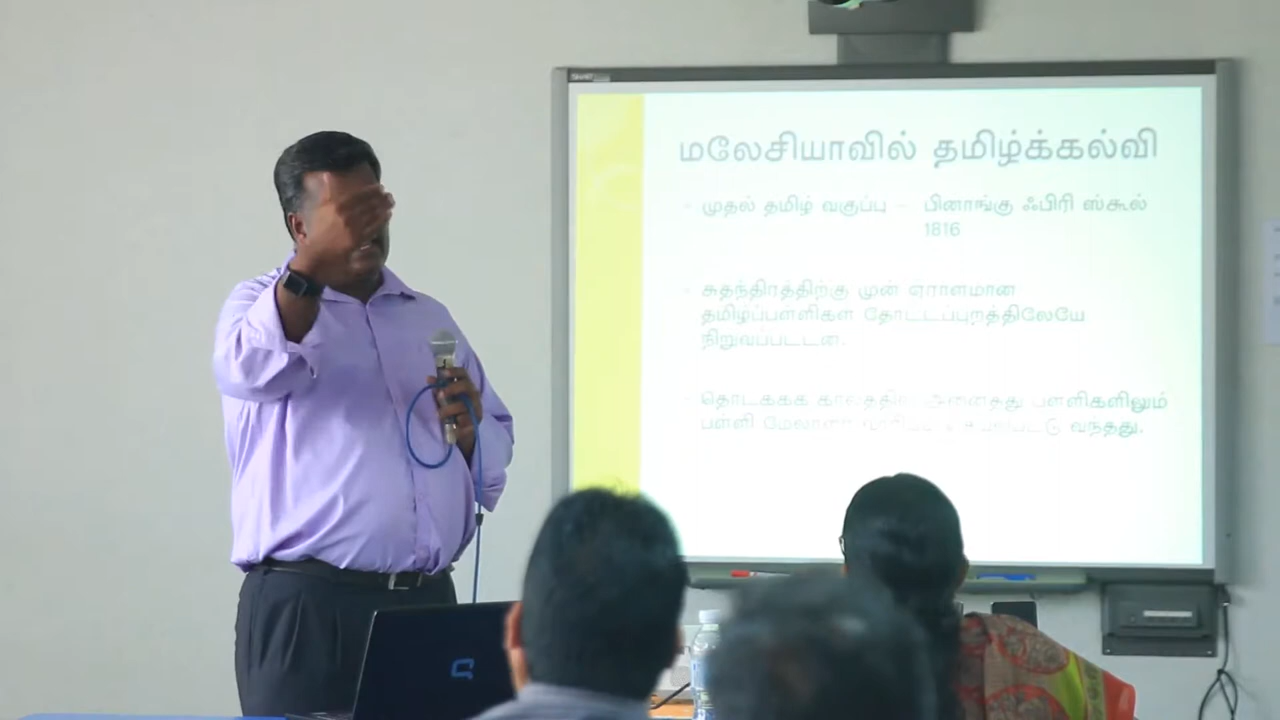 மலேசியாவில் தமிழ்க்கல்வி
முதல் தமிழ் வகுப்பு – பினாங்கு ஃபிரி ஸ்கூல்
1816
சுதந்திரத்திற்கு முன் ஏராளமான
தமிழ்ப்பள்ளிகள் தோட்டப்புறத்திலேயே
நிறுவப்பட்டன.
தொடக்கக் காலத்தில் அனைத்து பள்ளிகளிலும்
பள்ளி வந்தது.